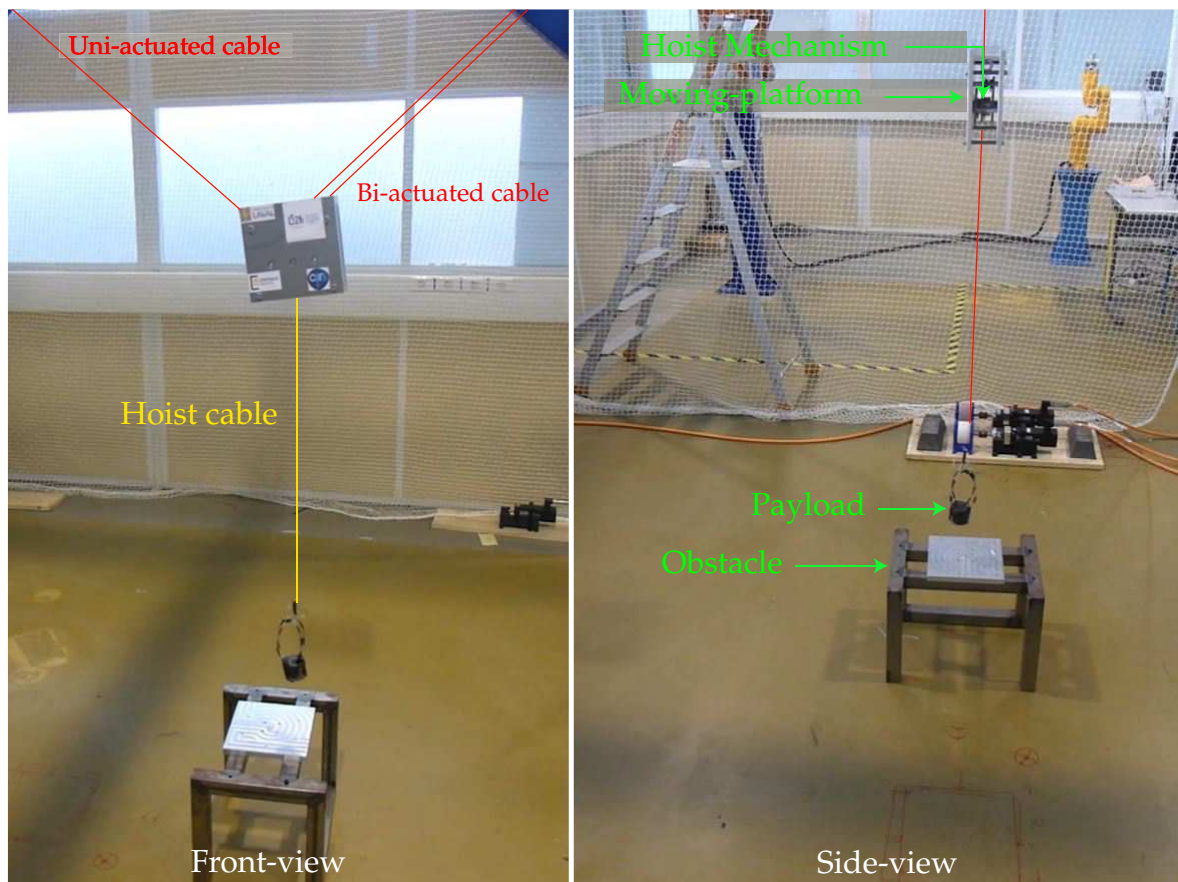 Uni-actuated cable
Bi-actuated cable
Hoist cable
Front-view
Hoist Mechanism
Moving-platform
Payload
Obstacle
Side-view